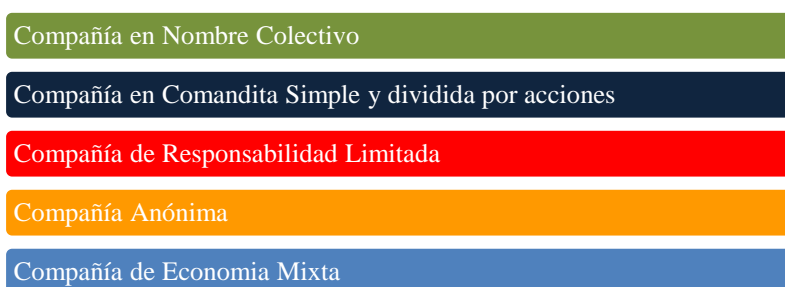 Compañía en Nombre Colectivo
Compañía en Comandita Simple y dividida por acciones
Compañía de Responsabilidad Limitada
Compañía Anónima
Compañía de Economia Mixta